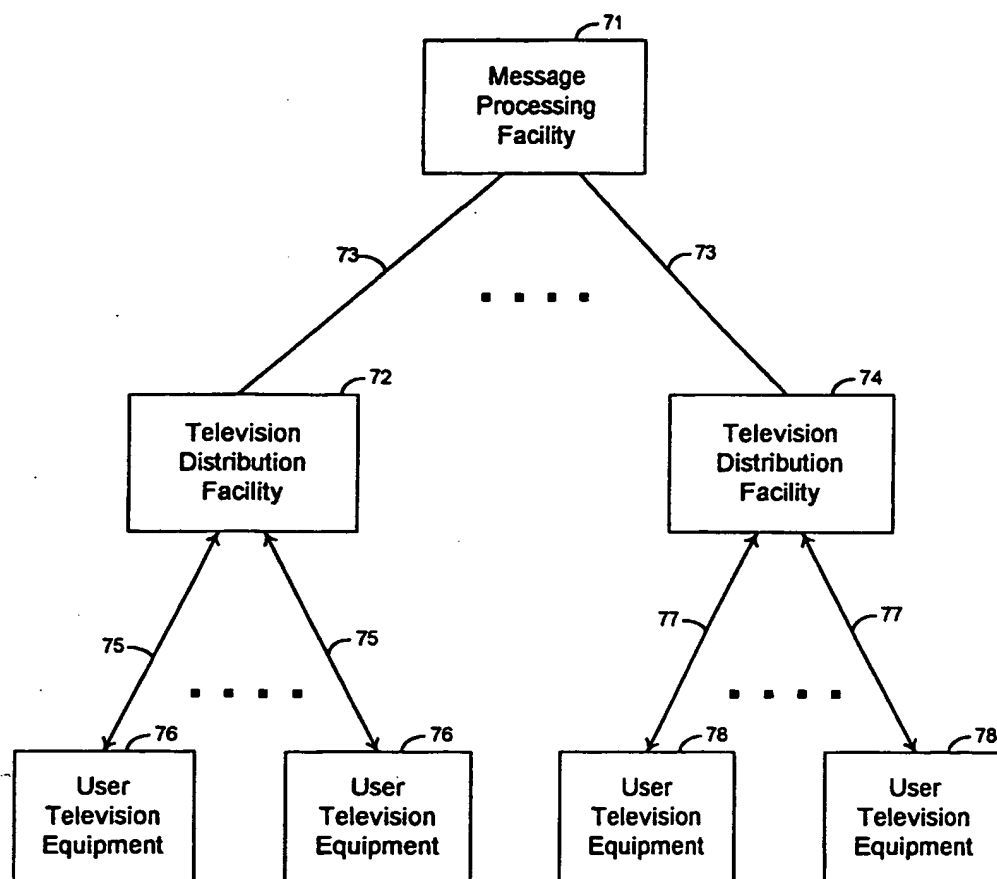 71
Message
Processing
Facility
73
73
72
74
Television
Distribution
Facility
Television
Distribution
Facility
75
75
77
77
76
76
78
78
User
Television
Equipment
User
Television
Equipment
User
Television
Equipment
User
Television
Equipment